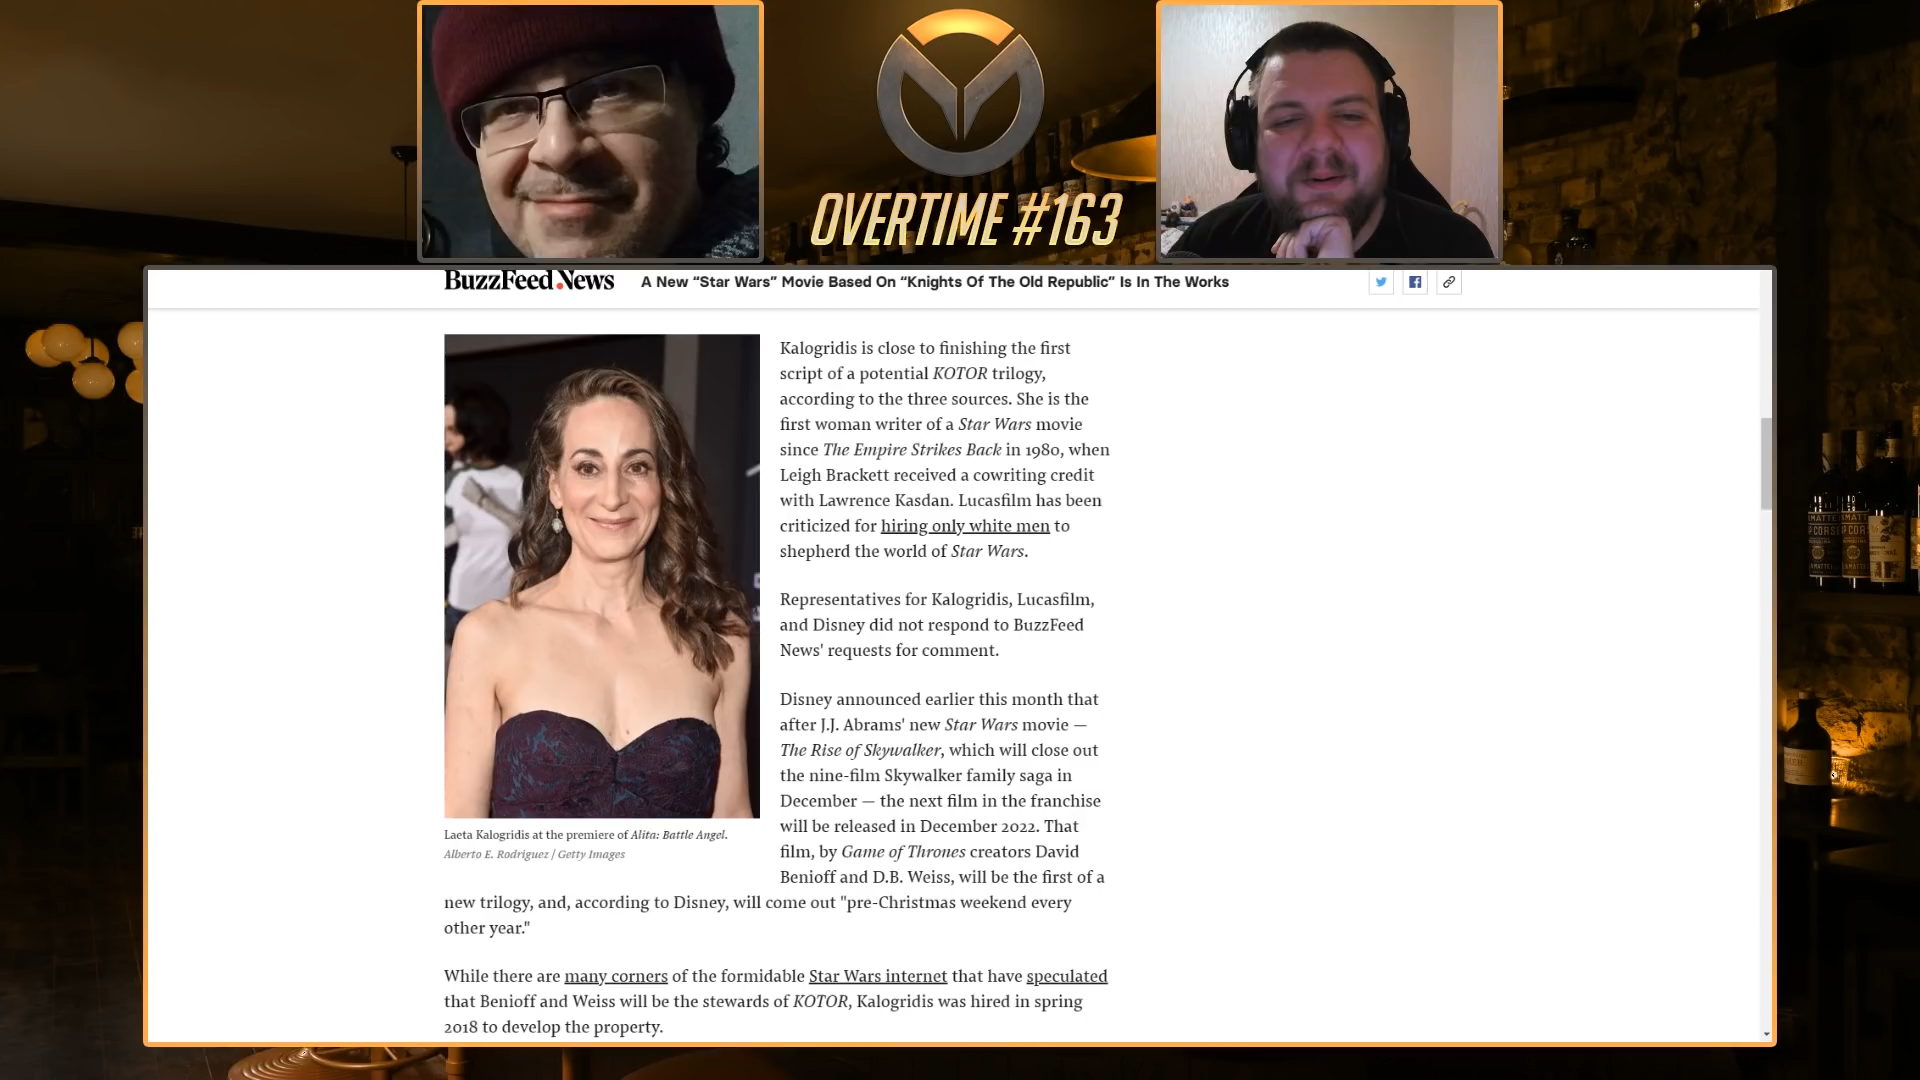 OVERTIME #163
BuzzFeed News
A New “Star Wars” Movie Based On “Knights Of The Old Republic” Is In The Works
Kalogridis is close to finishing the first
script of a potential KOTOR trilogy,
according to the three sources. She is the
first woman writer of a Star Wars movie
since The Empire Strikes Back in 1980, when
Leigh Brackett received a cowriting credit
with Lawrence Kasdan. Lucasfilm has been
criticized for hiring only white men to
shepherd the world of Star Wars.
Representatives for Kalogridis, Lucasfilm,
and Disney did not respond to BuzzFeed
News' requests for comment.
Disney announced earlier this month that
after J.J. Abrams' new Star Wars movie —
The Rise of Skywalker, which will close out
the nine-film Skywalker family saga in
December — the next film in the franchise
will be released in December 2022. That
film, by Game of Thrones creators David
Benioff and D.B. Weiss, will be the first of a
new trilogy, and, according to Disney, will come out "pre-Christmas weekend every
other year."
Laeta Kalogridis at the premiere of Alita: Battle Angel.
Alberto E. Rodriguez / Getty Images
While there are many corners of the formidable Star Wars internet that have speculated
that Benioff and Weiss will be the stewards of KOTOR, Kalogridis was hired in spring
2018 to develop the property.